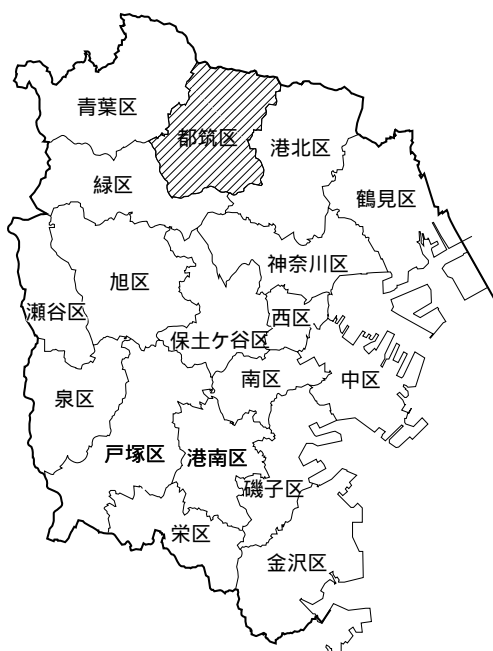 青葉区
都筑区
港北区
緑区
鶴見区
神奈川区
旭区
瀬谷区
西区
保土ケ谷区
南区
中区
泉区
戸塚区
港南区
磯子区
栄区
金沢区